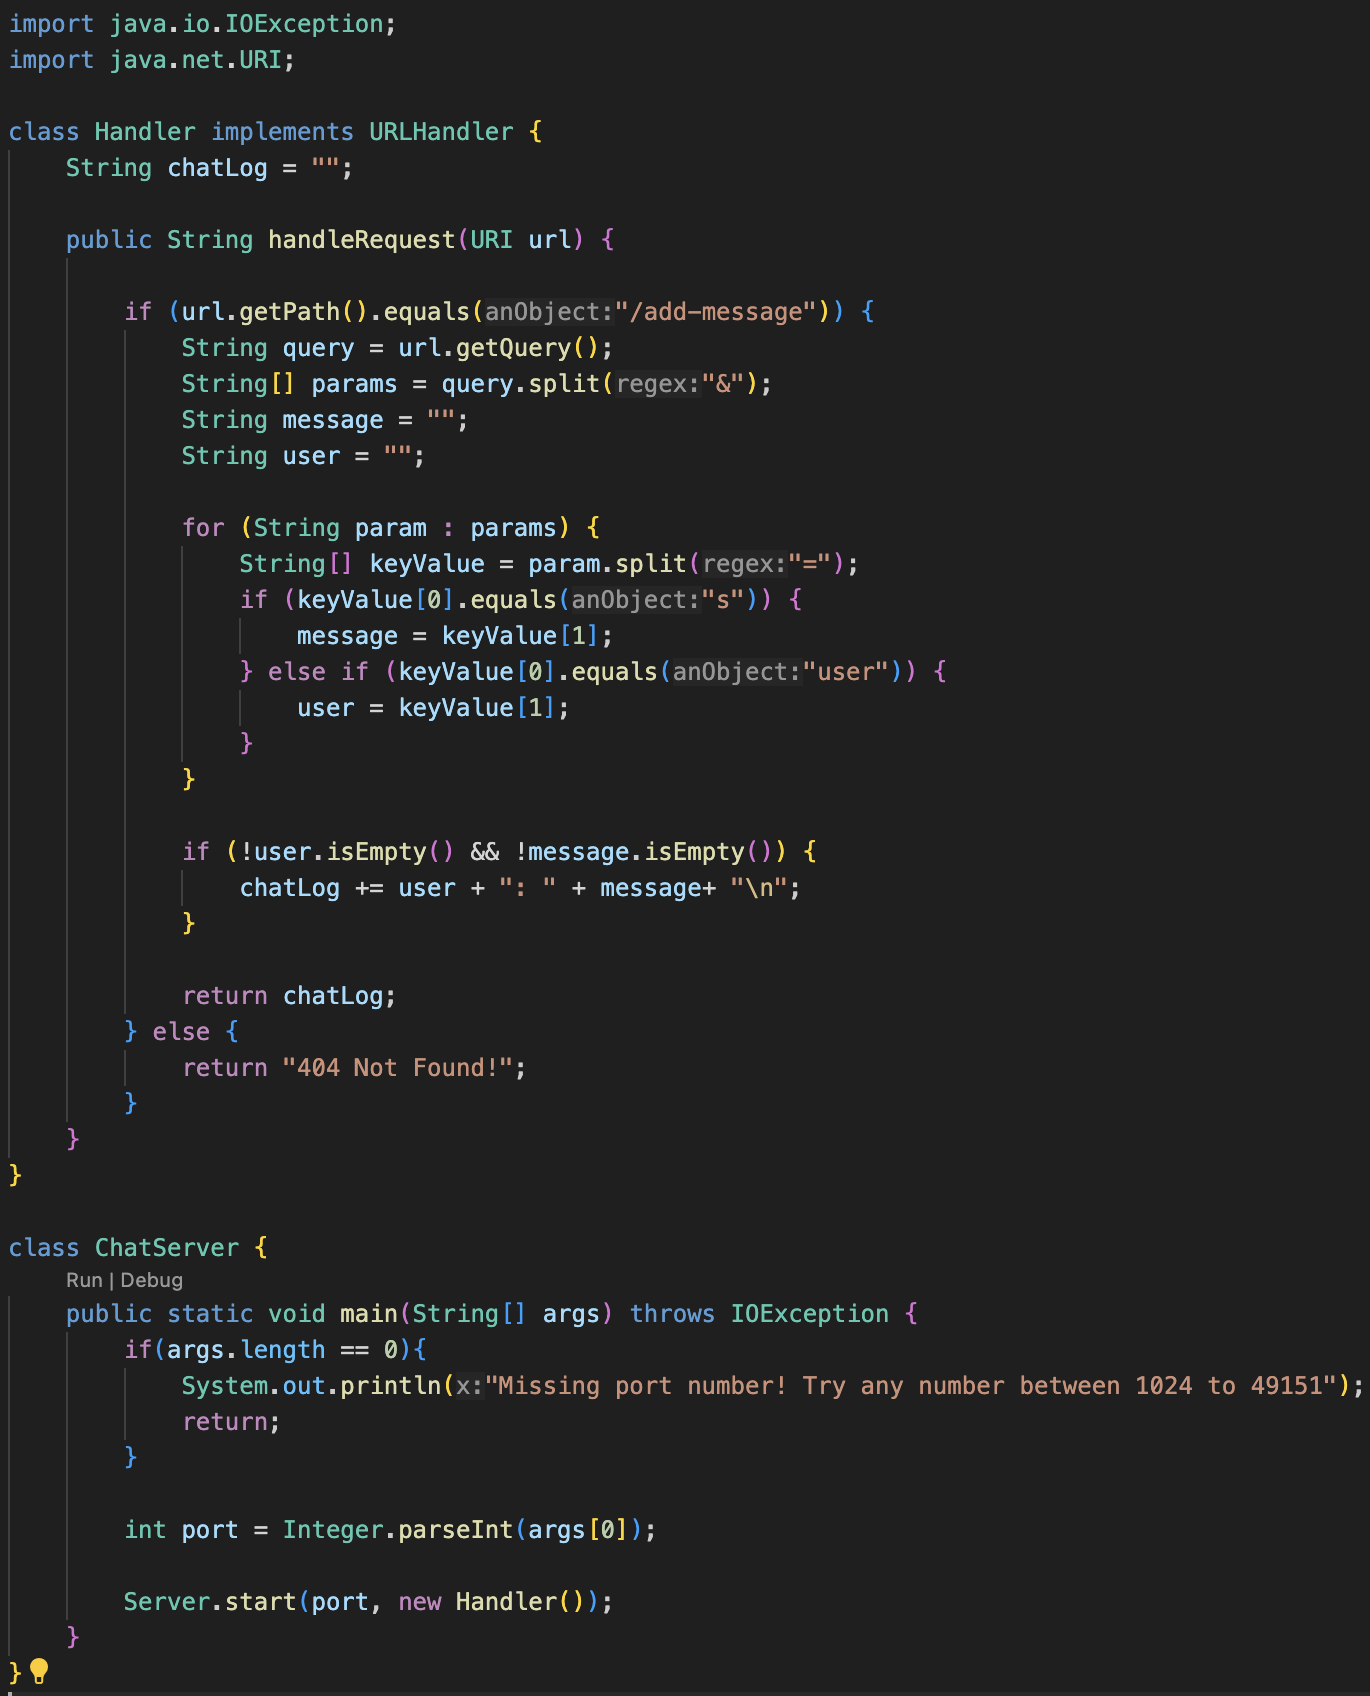 import java.io.IOException;
import java.net.URI;

class Handler implements URLHandler {
    String chatLog = "";

    public String handleRequest(URI url) {

        if (url.getPath().equals(anObject:"/add-message")) {
            String query = url.getQuery();
            String[] params = query.split(regex:"&");
            String message = "";
            String user = "";

            for (String param : params) {
                String[] keyValue = param.split(regex:"=");
                if (keyValue[0].equals(anObject:"s")) {
                    message = keyValue[1];
                } else if (keyValue[0].equals(anObject:"user")) {
                    user = keyValue[1];
                }
            }

            if (!user.isEmpty() && !message.isEmpty()) {
                chatLog += user + ": " + message+ "\n";
            }

            return chatLog;
        } else {
            return "404 Not Found!";
        }
    }
}

class ChatServer {
    Run | Debug
    public static void main(String[] args) throws IOException {
        if(args.length == 0){
            System.out.println(x:"Missing port number! Try any number between 1024 to 49151");
            return;
        }

        int port = Integer.parseInt(args[0]);

        Server.start(port, new Handler());
    }
}